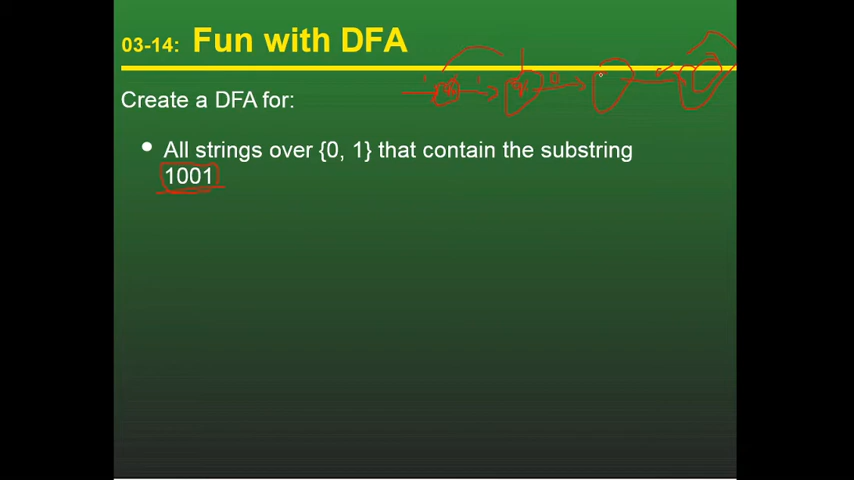 03-14: Fun with DFA
Create a DFA for:
• All strings over {0, 1} that contain the substring
1001